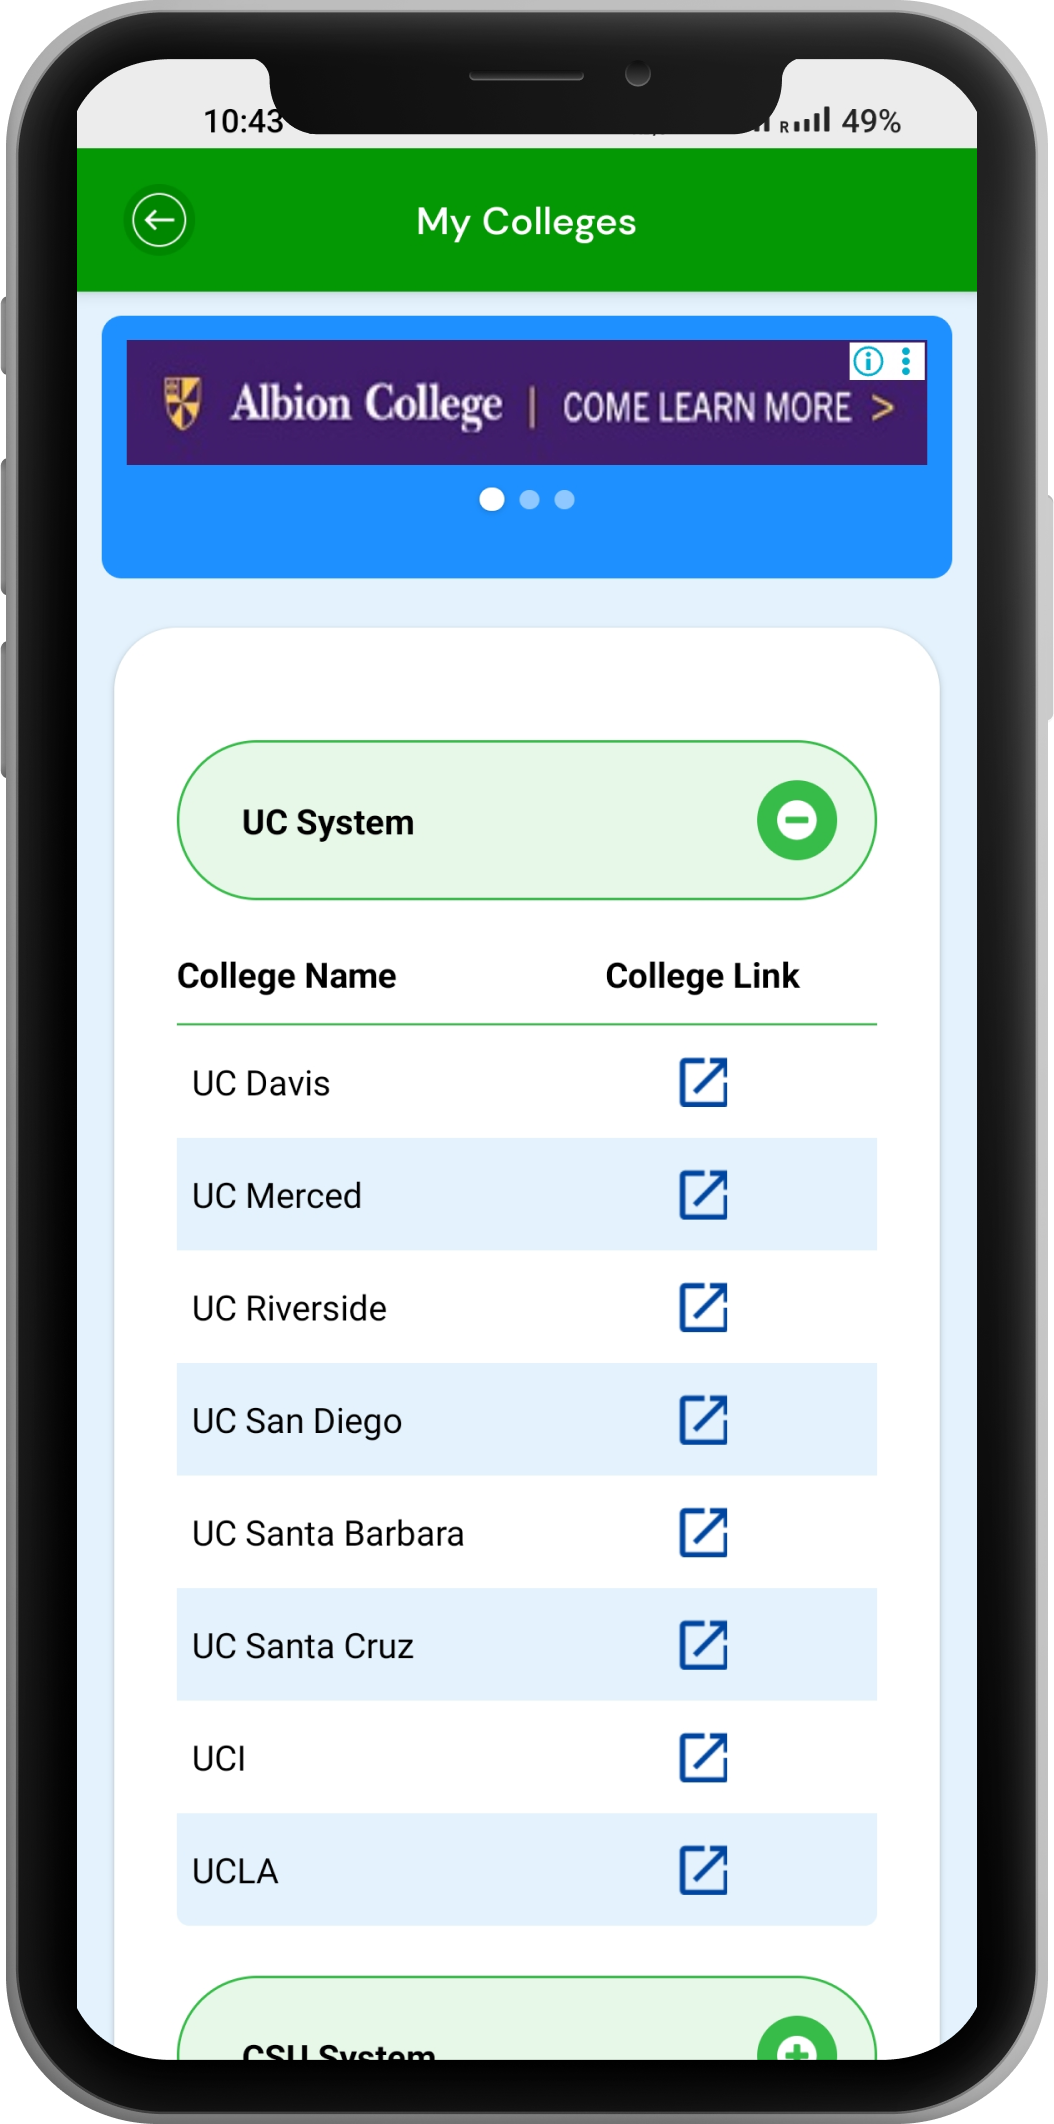 10:43
R 49%
My Colleges
Albion College | COME LEARN MORE >
UC System
College Name College Link
UC Davis
UC Merced
UC Riverside
UC San Diego
UC Santa Barbara
UC Santa Cruz
UCI
UCLA
CSU System